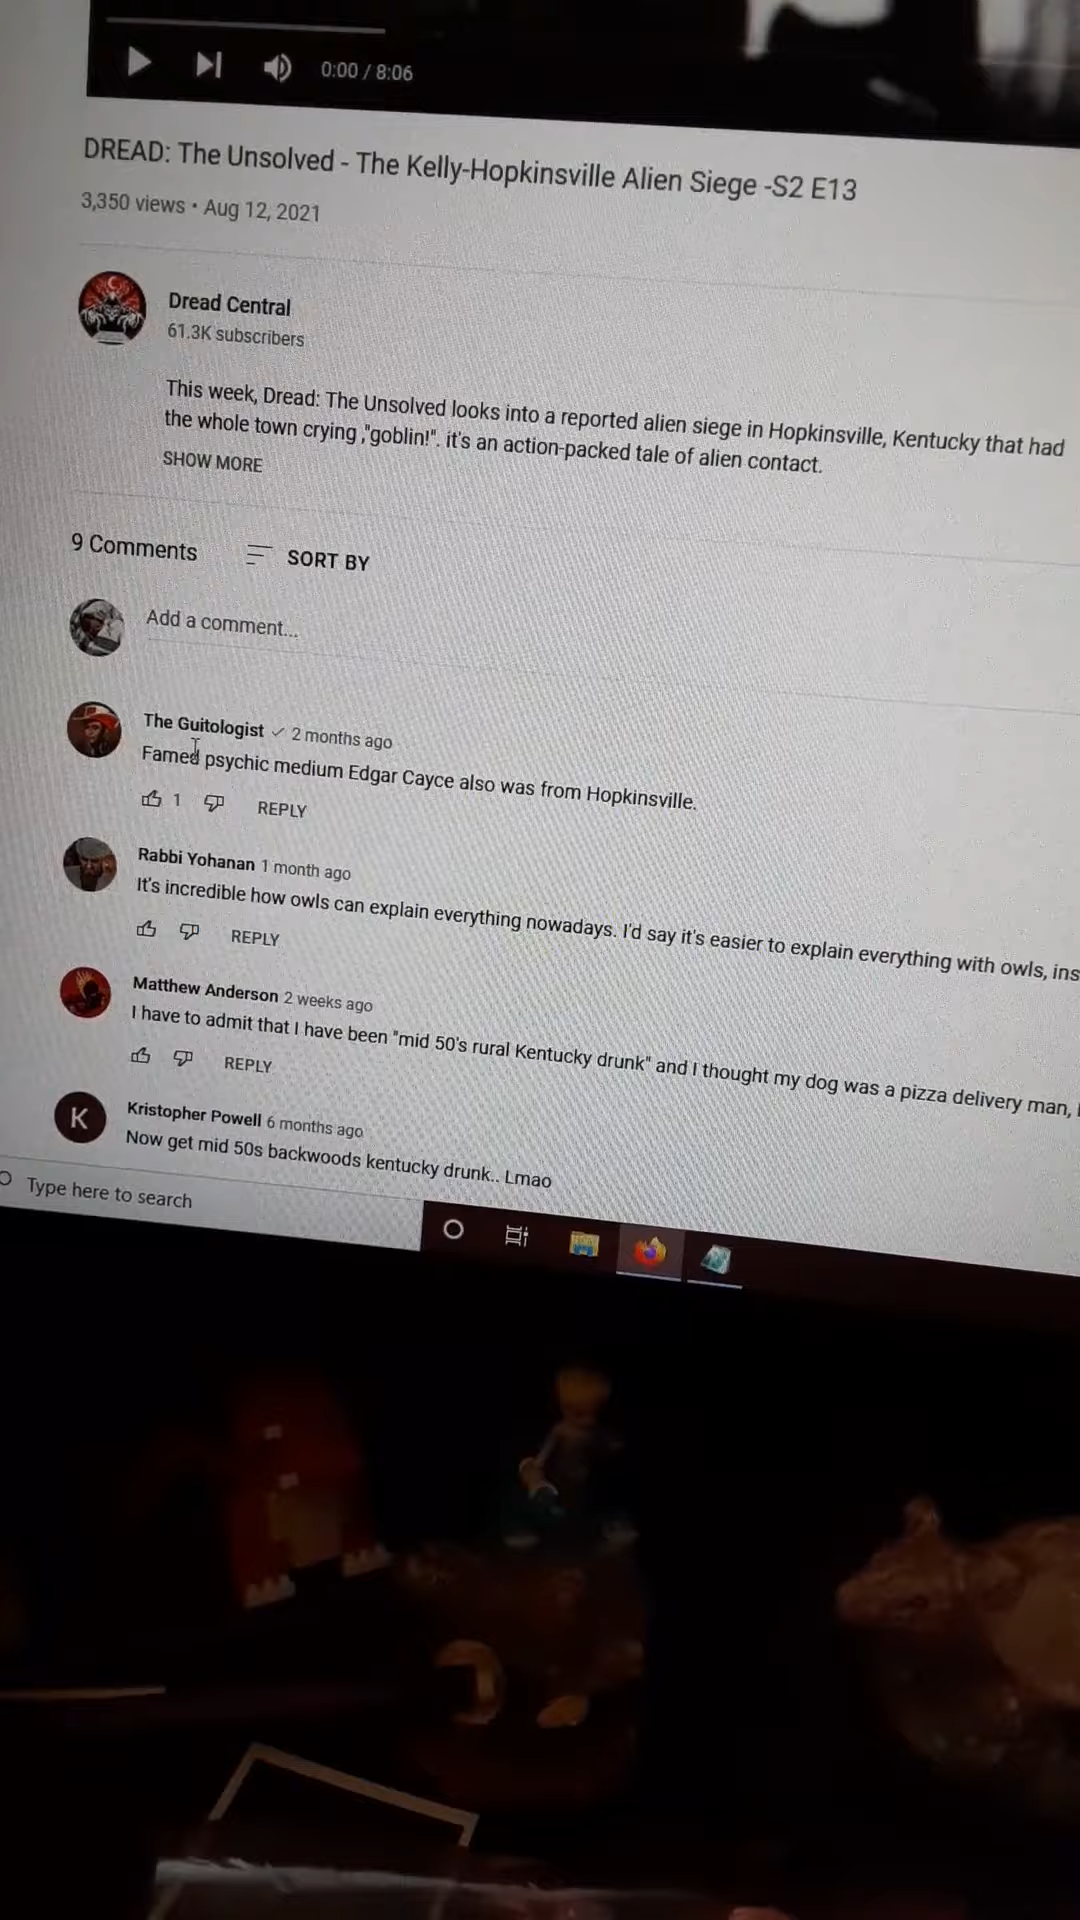 0:00 / 8:06
DREAD: The Unsolved - The Kelly-Hopkinsville Alien Siege -S2 E13
3,350 views • Aug 12, 2021
Dread Central
61.3K subscribers
This week, Dread: The Unsolved looks into a reported alien siege in Hopkinsville, Kentucky that had
the whole town crying ,"goblin!". it's an action-packed tale of alien contact.
SHOW MORE
9 Comments SORT BY
Add a comment...
The Guitologist ✓ 2 months ago
Famed psychic medium Edgar Cayce also was from Hopkinsville.
1 REPLY
Rabbi Yohanan 1 month ago
It's incredible how owls can explain everything nowadays. I'd say it's easier to explain everything with owls, ins
REPLY
Matthew Anderson 2 weeks ago
I have to admit that I have been "mid 50's rural Kentucky drunk" and I thought my dog was a pizza delivery man,
REPLY
K
Kristopher Powell 6 months ago
Now get mid 50s backwoods kentucky drunk.. Lmao
Type here to search